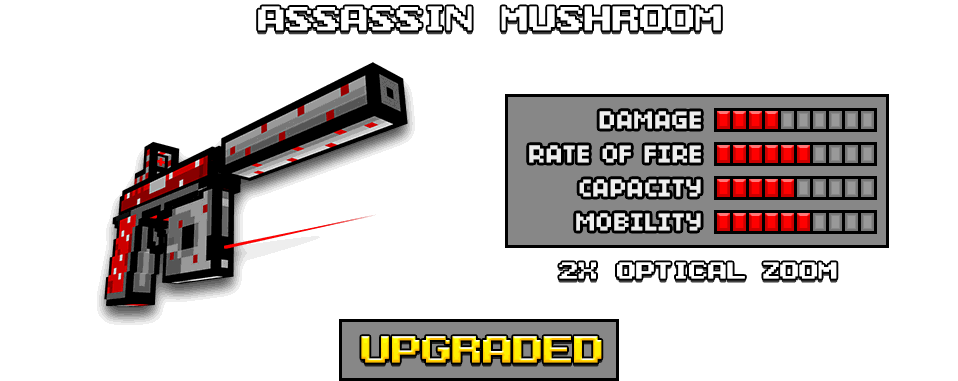 ASSASSIN MUSHROOM
DAMAGE
RATE OF FIRE
CAPACITY
MOBILITY
2X OPTICAL ZOOM
UPGRADED